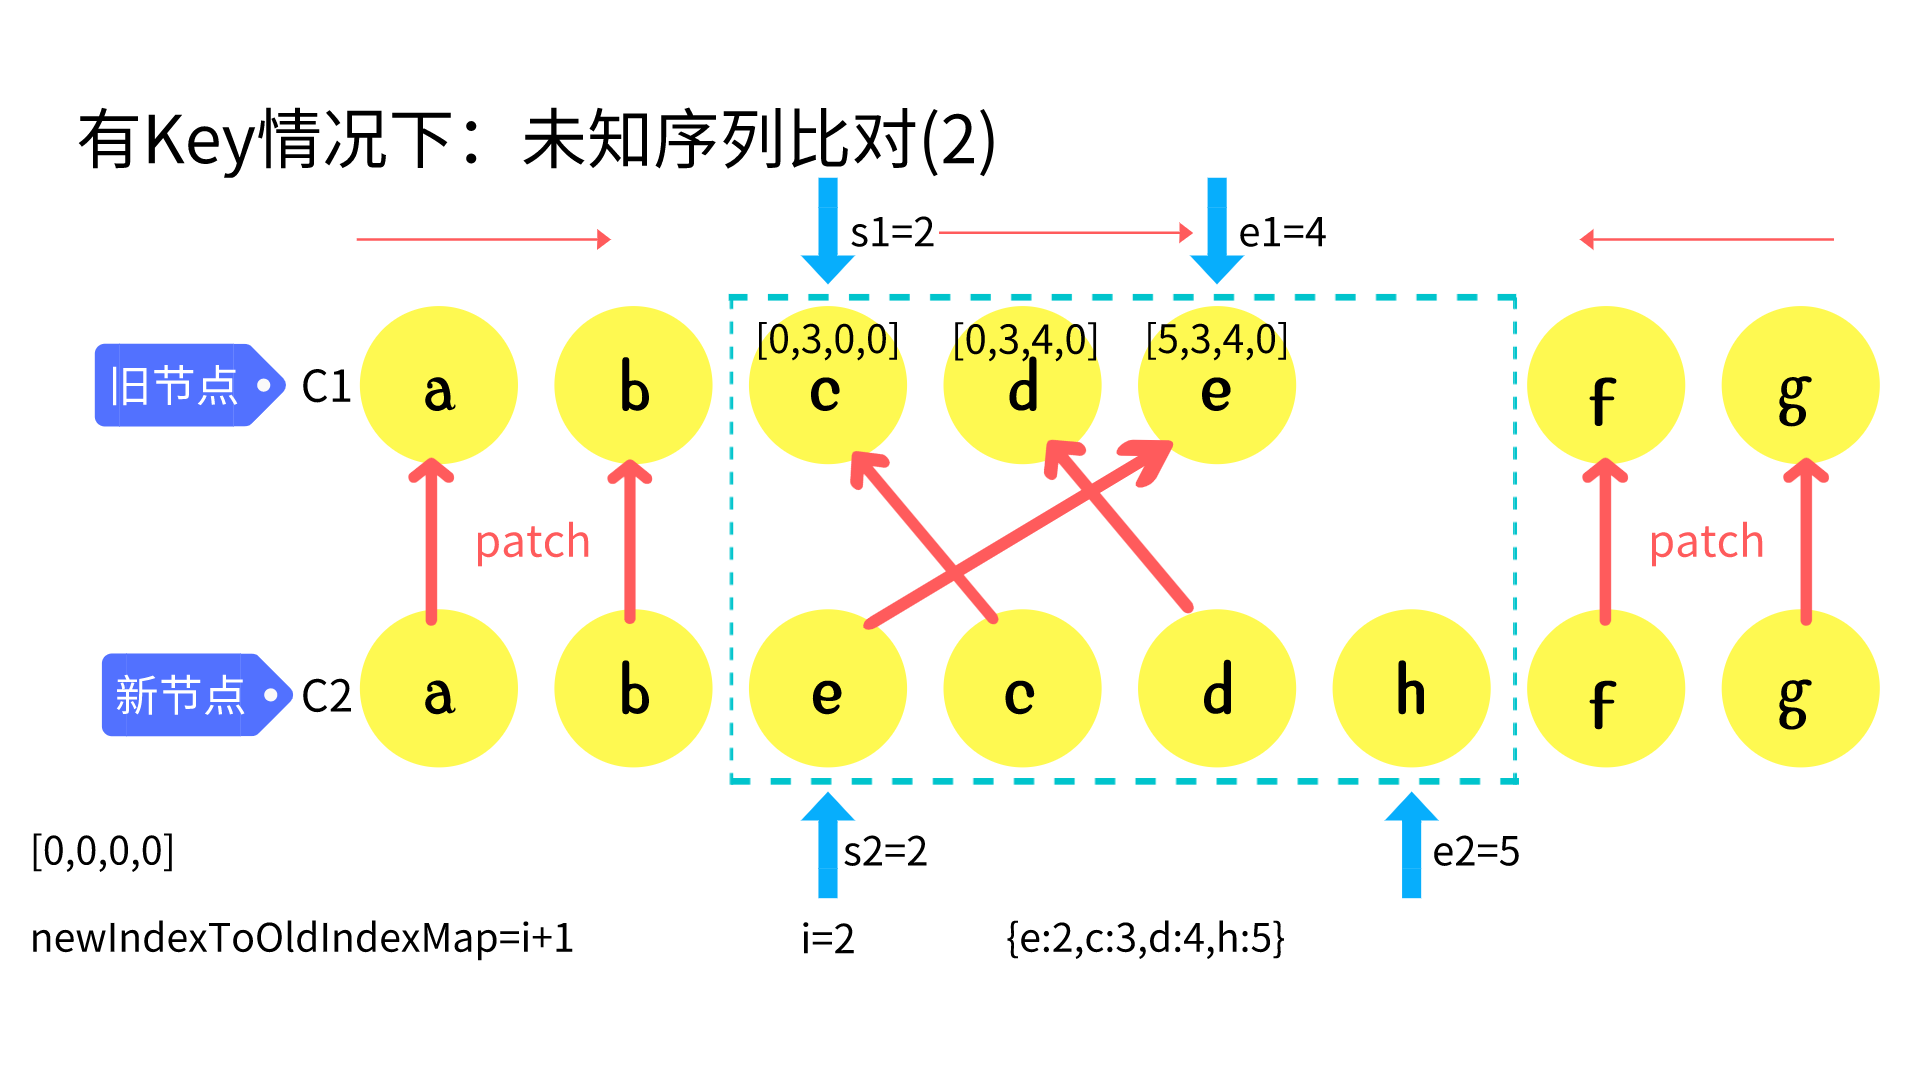 有Key情况下：未知序列比对(2)
s1=2
e1=4
旧节点
C1
a
b
[0,3,0,0]
c
[0,3,4,0]
d
[5,3,4,0]
e
f
g
patch
patch
新节点
C2
a
b
e
c
d
h
f
g
[0,0,0,0]
s2=2
e2=5
newIndexToOldIndexMap=i+1
i=2
{e:2,c:3,d:4,h:5}